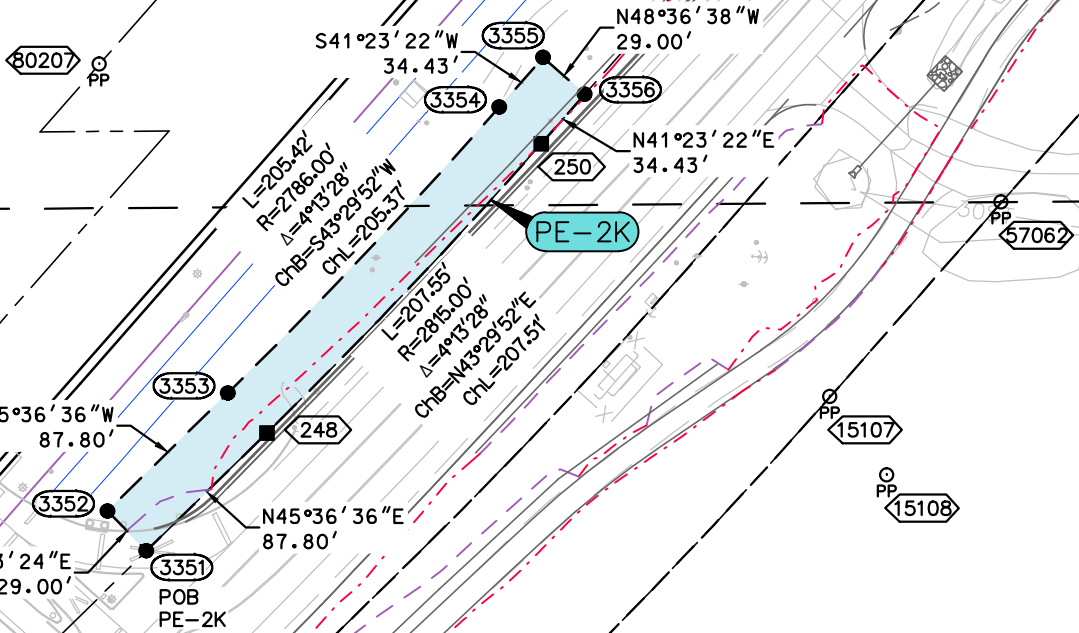 N48°36'38"W
29.00'
3355
S41°23'22"W
34.43'
80207
PP
3354
3356
N41°23'22"E
34.43'
250
L=205.42'
R=2786.00'
Δ=4°13'28"
ChB=S43°29'52"W
ChL=205.37'
PE-2K
57062
PP
L=207.55'
R=2815.00'
Δ=4°13'28"
ChB=N43°29'52"E
ChL=207.51'
3353
5°36'36"W
87.80'
248
PP
15107
3352
N45°36'36"E
87.80'
PP
15108
'24"E
29.00'
3351
POB
PE-2K